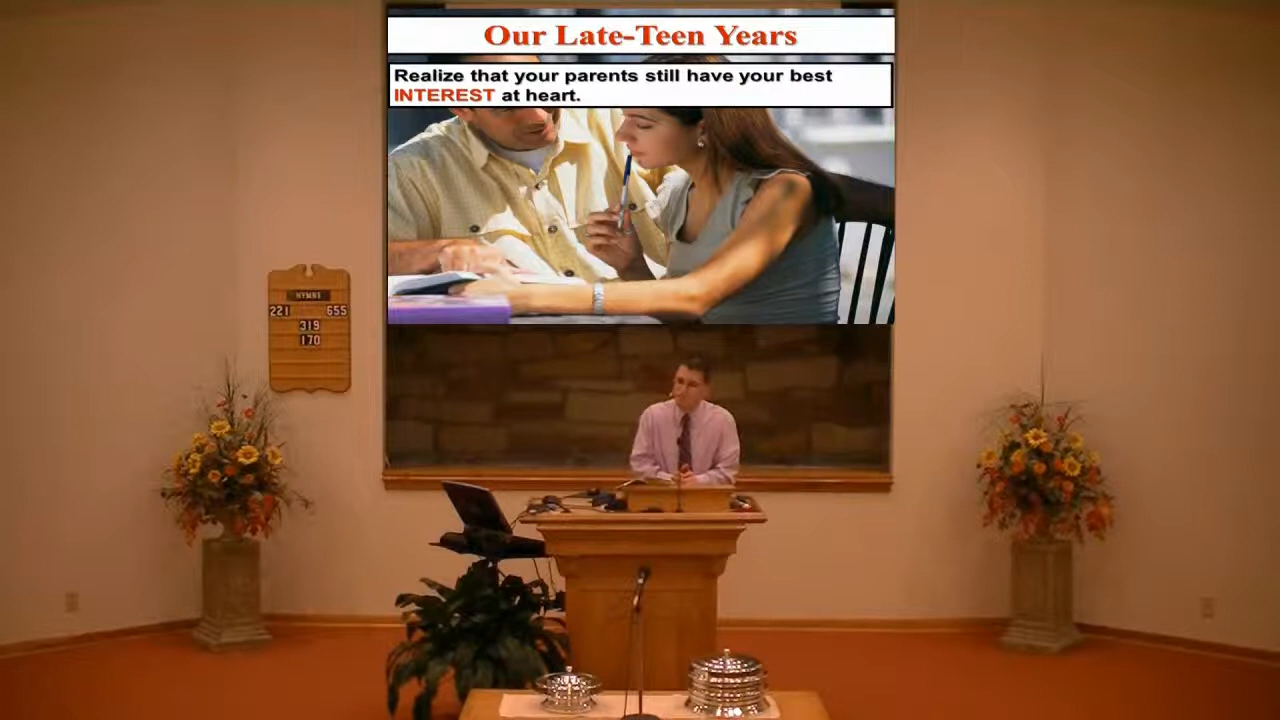 Our Late-Teen Years
Realize that your parents still have your best
INTEREST at heart.
HYMNS
221 655
319
170